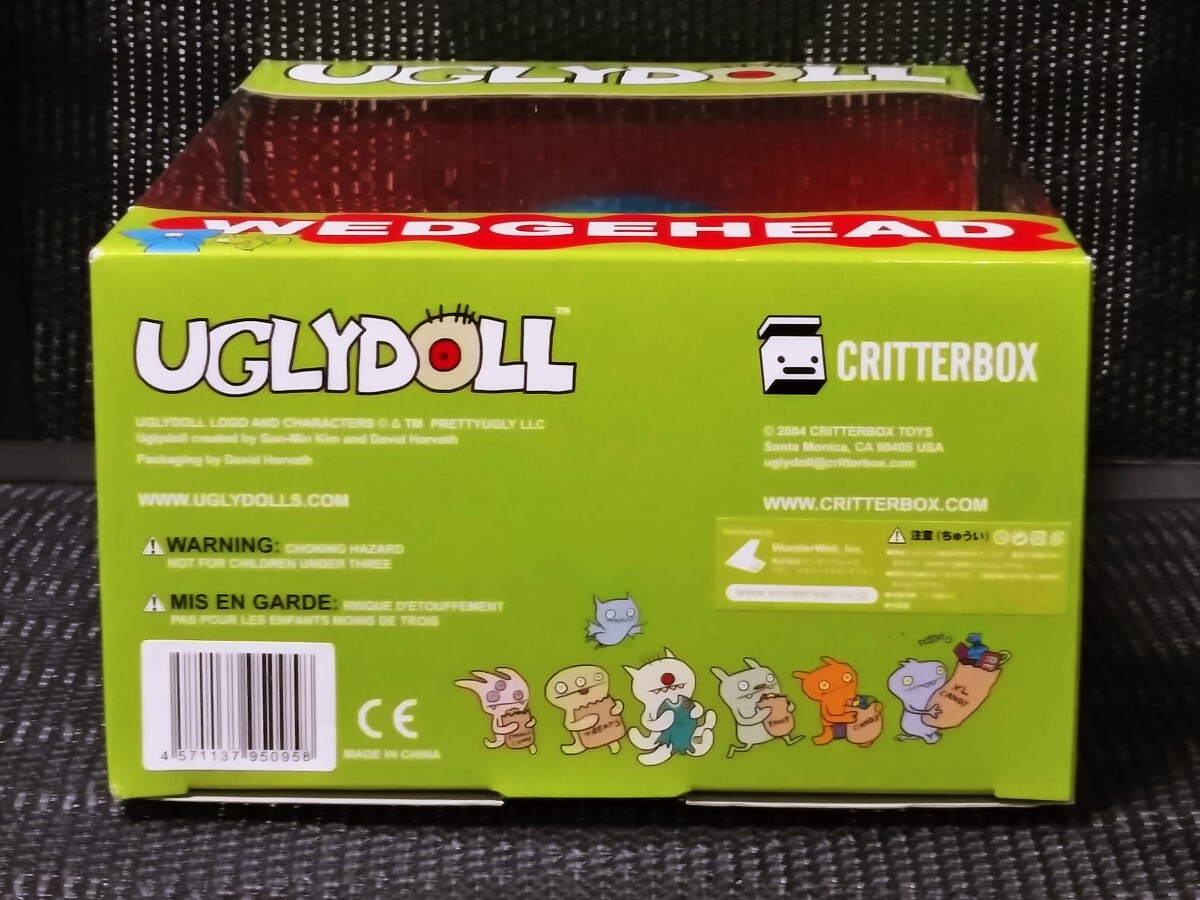 UGLYDOLL
WEDGEHEAD
UGLYDOLL™
UGLYDOLL LOGO AND CHARACTERS © & TM PRETTYUGLY LLC
Uglydoll created by Sun-Min Kim and David Horvath
Packaging by David Horvath
WWW.UGLYDOLLS.COM
WARNING: CHOKING HAZARD
NOT FOR CHILDREN UNDER THREE
MIS EN GARDE: RISQUE D'ETOUFFEMENT
PAS POUR LES ENFANTS MOINS DE TROIS
4 571137 950958
CE
MADE IN CHINA
CRITTERBOX
© 2004 CRITTERBOX TOYS
Santa Monica, CA 90405 USA
uglydoll@critterbox.com
WWW.CRITTERBOX.COM
WonderWall, Inc.
www.wonderwall.co.jp
注意(ちゅうい)
TREATS
XL
CANDY